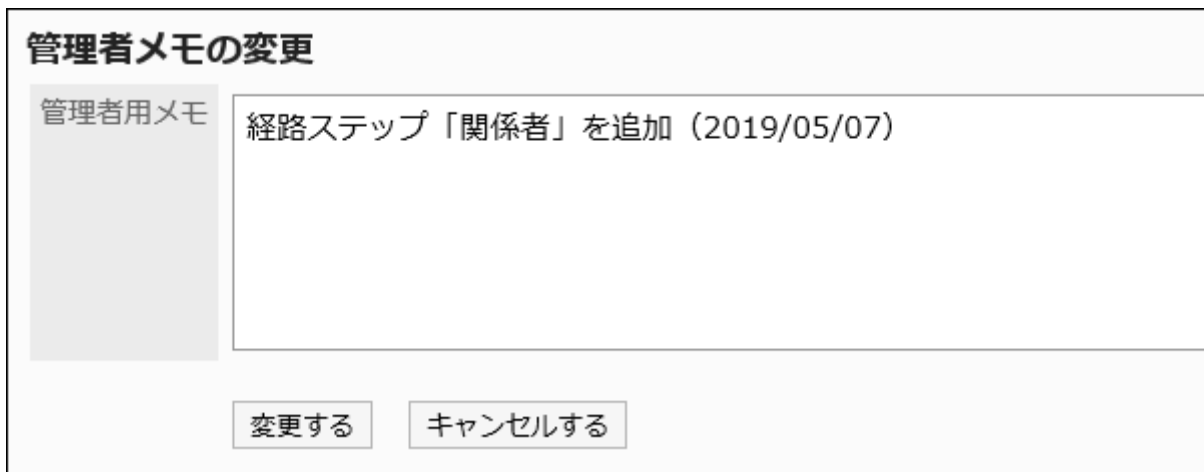 管理者メモの変更
管理者用メモ
経路ステップ「関係者」を追加（2019/05/07）
変更する
キャンセルする